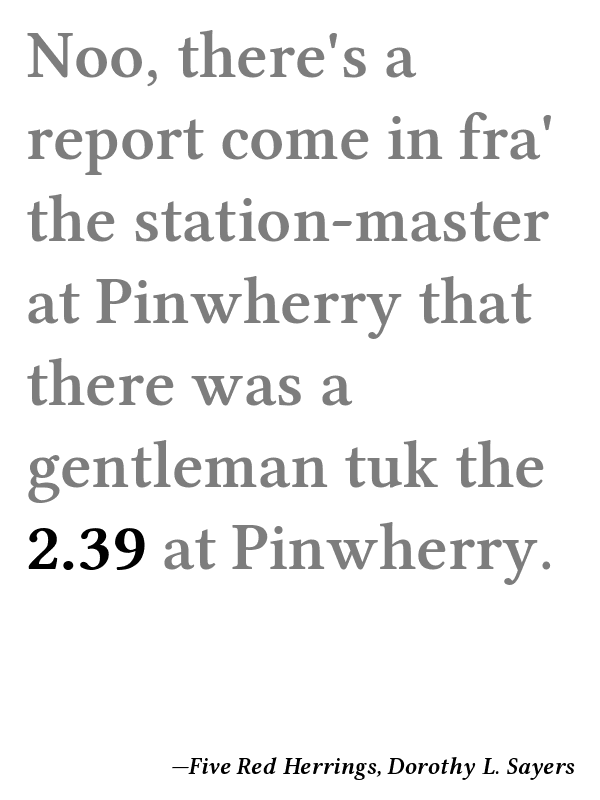 Noo, there's a
report come in fra'
the station-master
at Pinwherry that
there was a
gentleman tuk the
2.39 at Pinwherry.
—Five Red Herrings, Dorothy L. Sayers